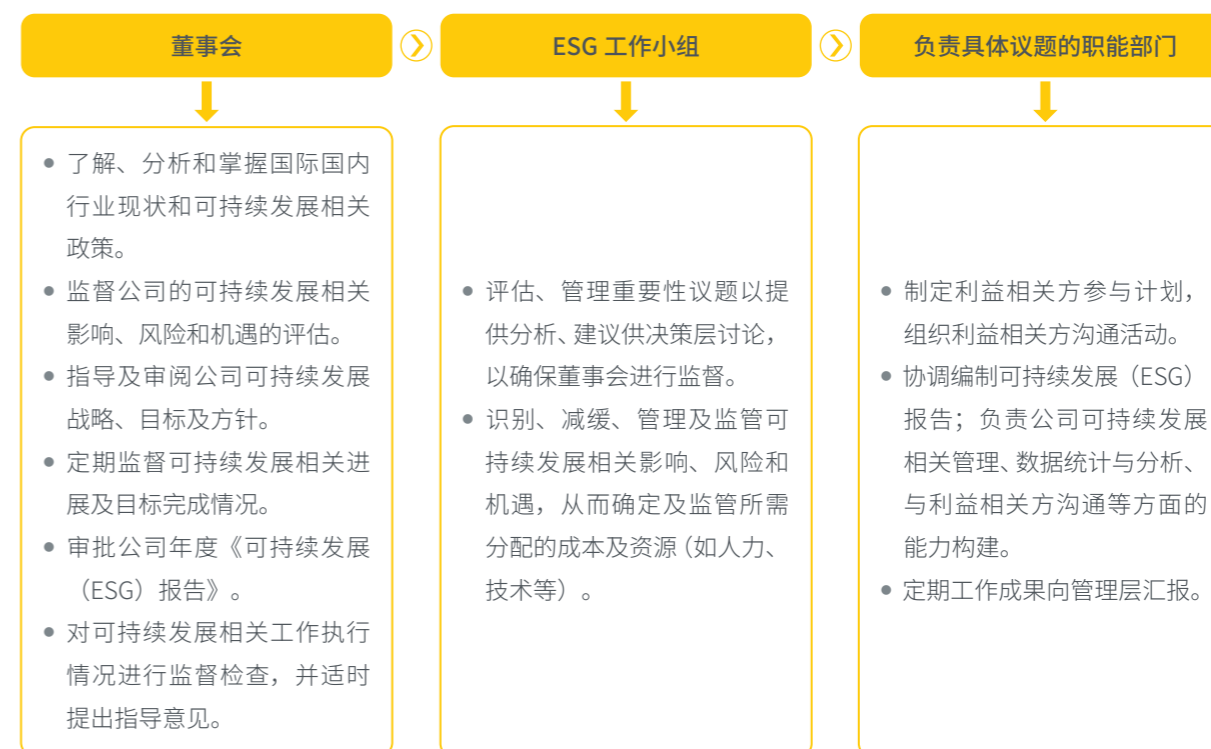 董事会
ESG 工作小组
负责具体议题的职能部门
• 了解、分析和掌握国际国内
行业现状和可持续发展相关
政策。
• 监督公司的可持续发展相关
影响、风险和机遇的评估。
• 指导及审阅公司可持续发展
战略、目标及方针。
• 定期监督可持续发展相关进
展及目标完成情况。
• 审批公司年度《可持续发展
（ESG）报告》。
• 对可持续发展相关工作执行
情况进行监督检查，并适时
提出指导意见。
• 评估、管理重要性议题以提
供分析、建议供决策层讨论，
以确保董事会进行监督。
• 识别、减缓、管理及监管可
持续发展相关影响、风险和
机遇，从而确定及监管所需
分配的成本及资源（如人力、
技术等）。
• 制定利益相关方参与计划，
组织利益相关方沟通活动。
• 协调编制可持续发展（ESG）
报告；负责公司可持续发展
相关管理、数据统计与分析、
与利益相关方沟通等方面的
能力构建。
• 定期工作成果向管理层汇报。